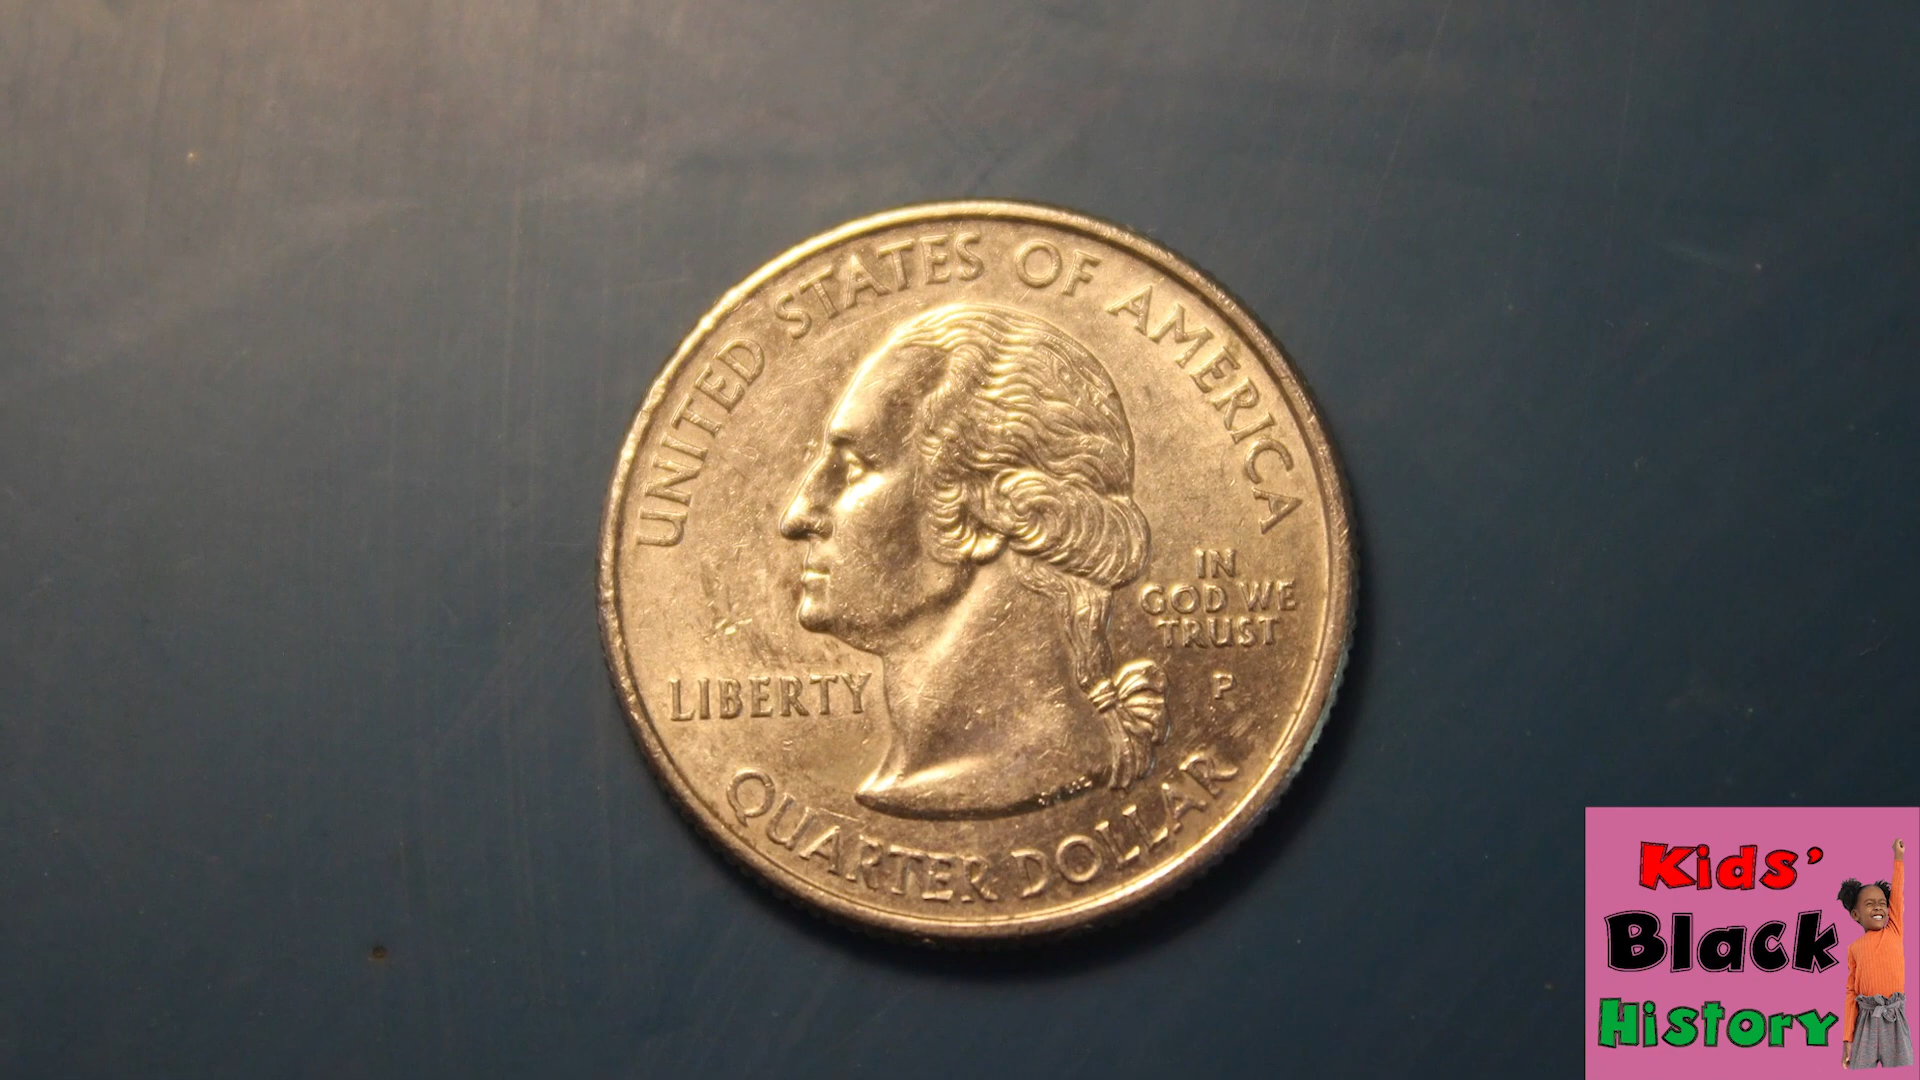 UNITED STATES OF AMERICA
IN
GOD WE
TRUST
LIBERTY
P
QUARTER DOLLAR
Kids'
Black
History